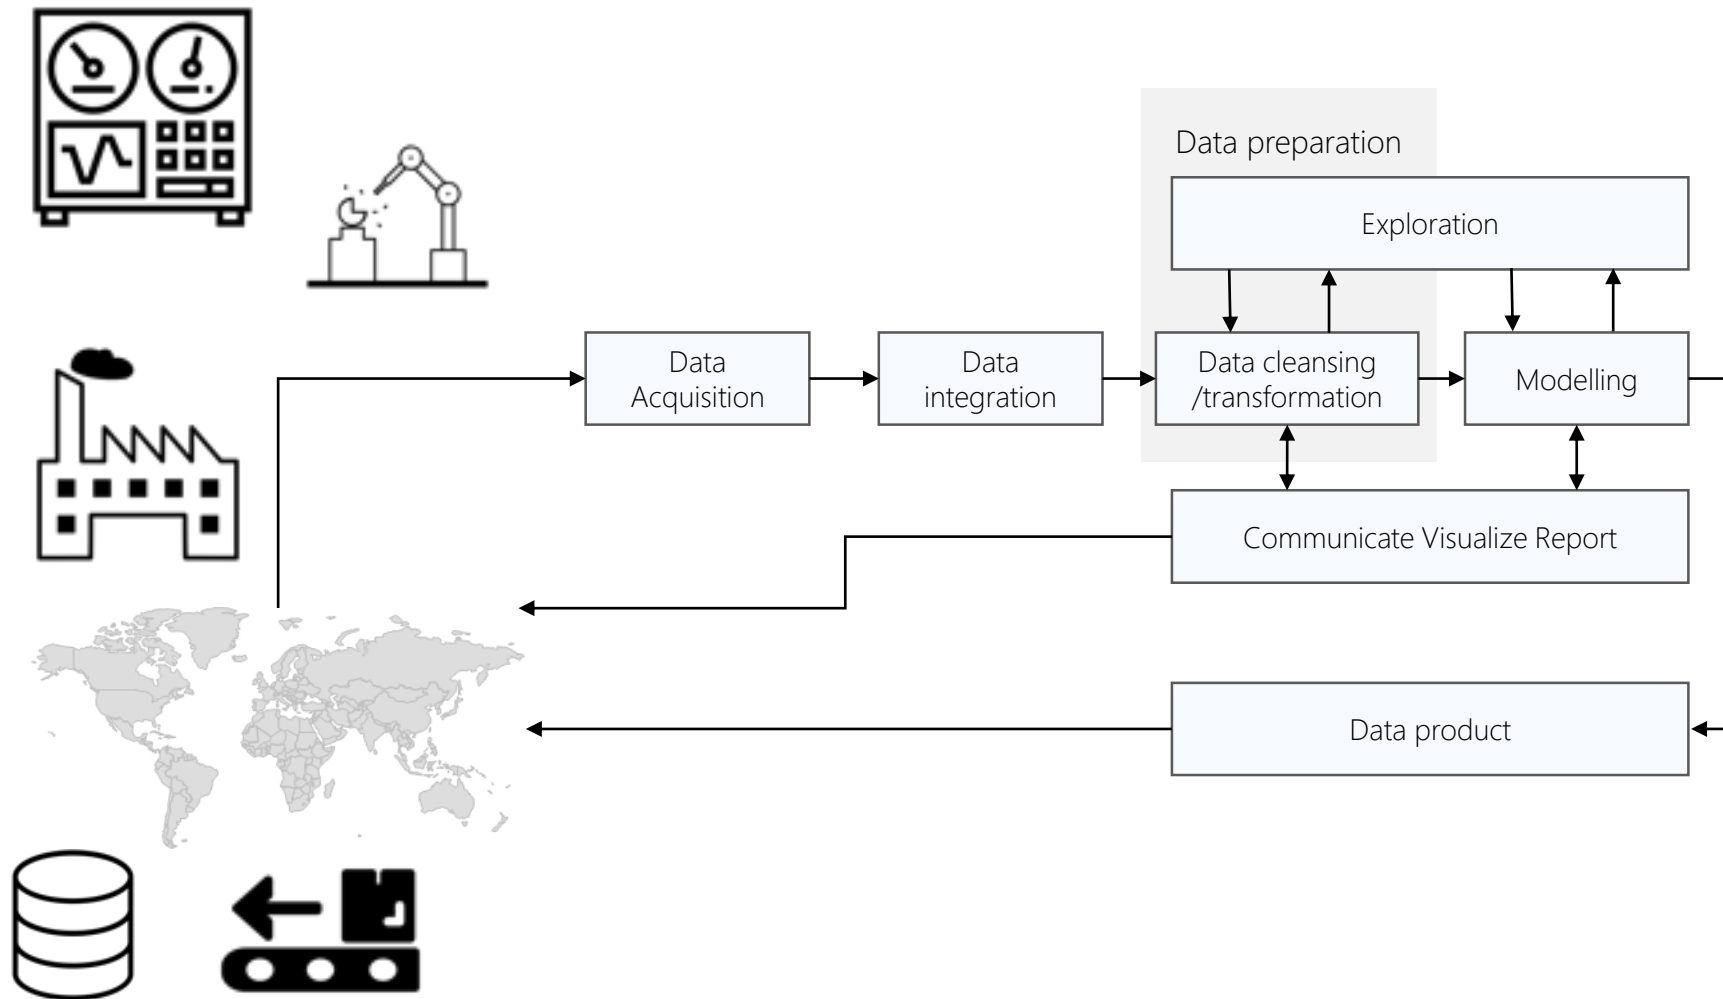 Data preparation
Exploration
Data
Acquisition
Data
integration
Data cleansing
/transformation
Modelling
Communicate Visualize Report
Data product